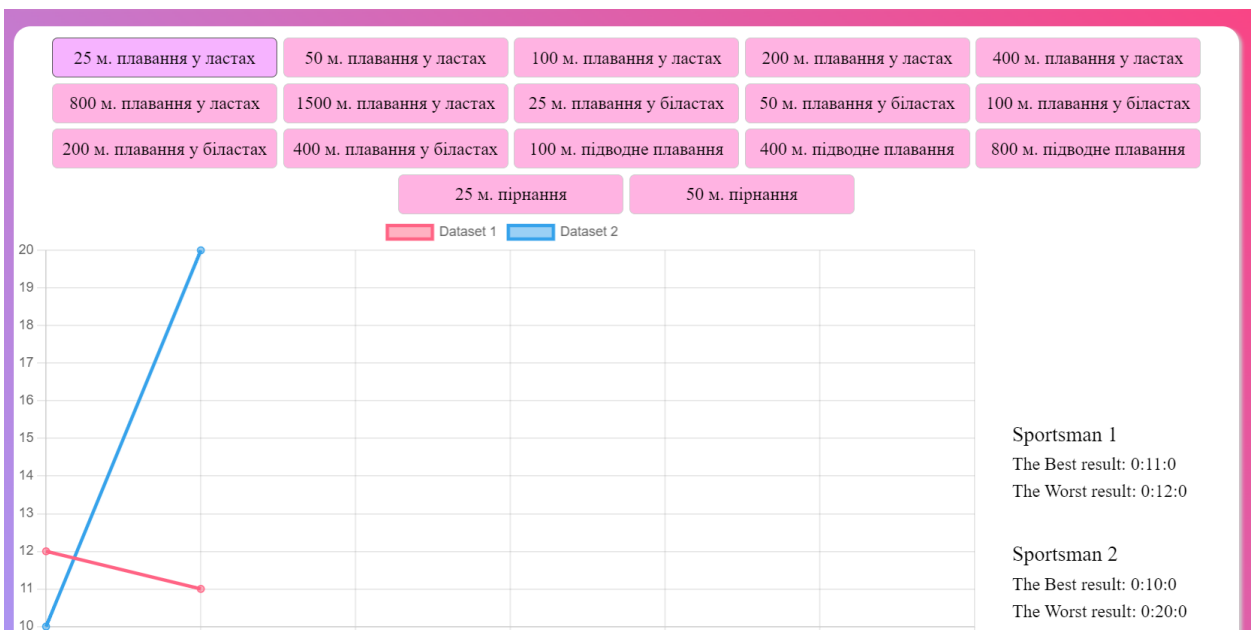 25 м. плавання у ластах 50 м. плавання у ластах 100 м. плавання у ластах 200 м. плавання у ластах 400 м. плавання у ластах
800 м. плавання у ластах 1500 м. плавання у ластах 25 м. плавання у біластах 50 м. плавання у біластах 100 м. плавання у біластах
200 м. плавання у біластах 400 м. плавання у біластах 100 м. підводне плавання 400 м. підводне плавання 800 м. підводне плавання
25 м. пірнання 50 м. пірнання
Dataset 1 Dataset 2
20
19
18
17
16
15
14
13
12
11
10
Sportsman 1
The Best result: 0:11:0
The Worst result: 0:12:0
Sportsman 2
The Best result: 0:10:0
The Worst result: 0:20:0